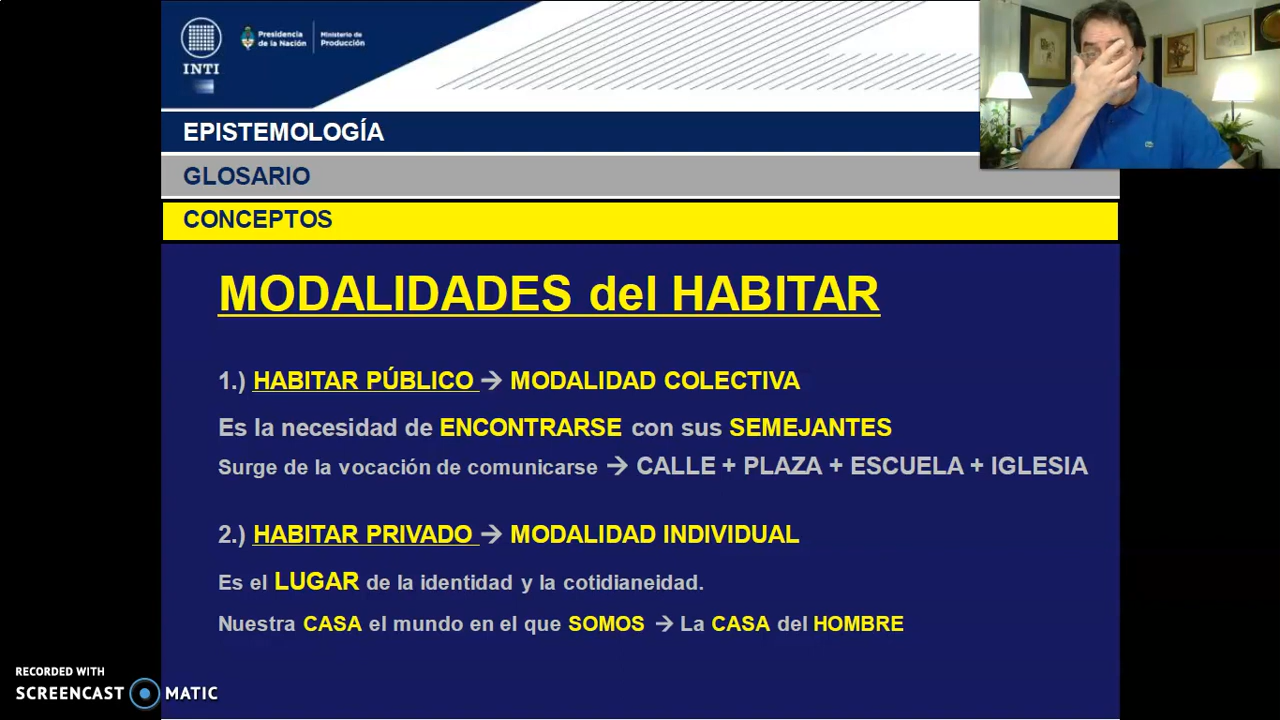 INTI
Presidencia
de la Nación
Ministerio de
Producción
EPISTEMOLOGÍA
GLOSARIO
CONCEPTOS
MODALIDADES del HABITAR
1.) HABITAR PÚBLICO → MODALIDAD COLECTIVA
Es la necesidad de ENCONTRARSE con sus SEMEJANTES
Surge de la vocación de comunicarse → CALLE + PLAZA + ESCUELA + IGLESIA
2.) HABITAR PRIVADO → MODALIDAD INDIVIDUAL
Es el LUGAR de la identidad y la cotidianeidad.
Nuestra CASA el mundo en el que SOMOS → La CASA del HOMBRE
RECORDED WITH
SCREENCAST MATIC